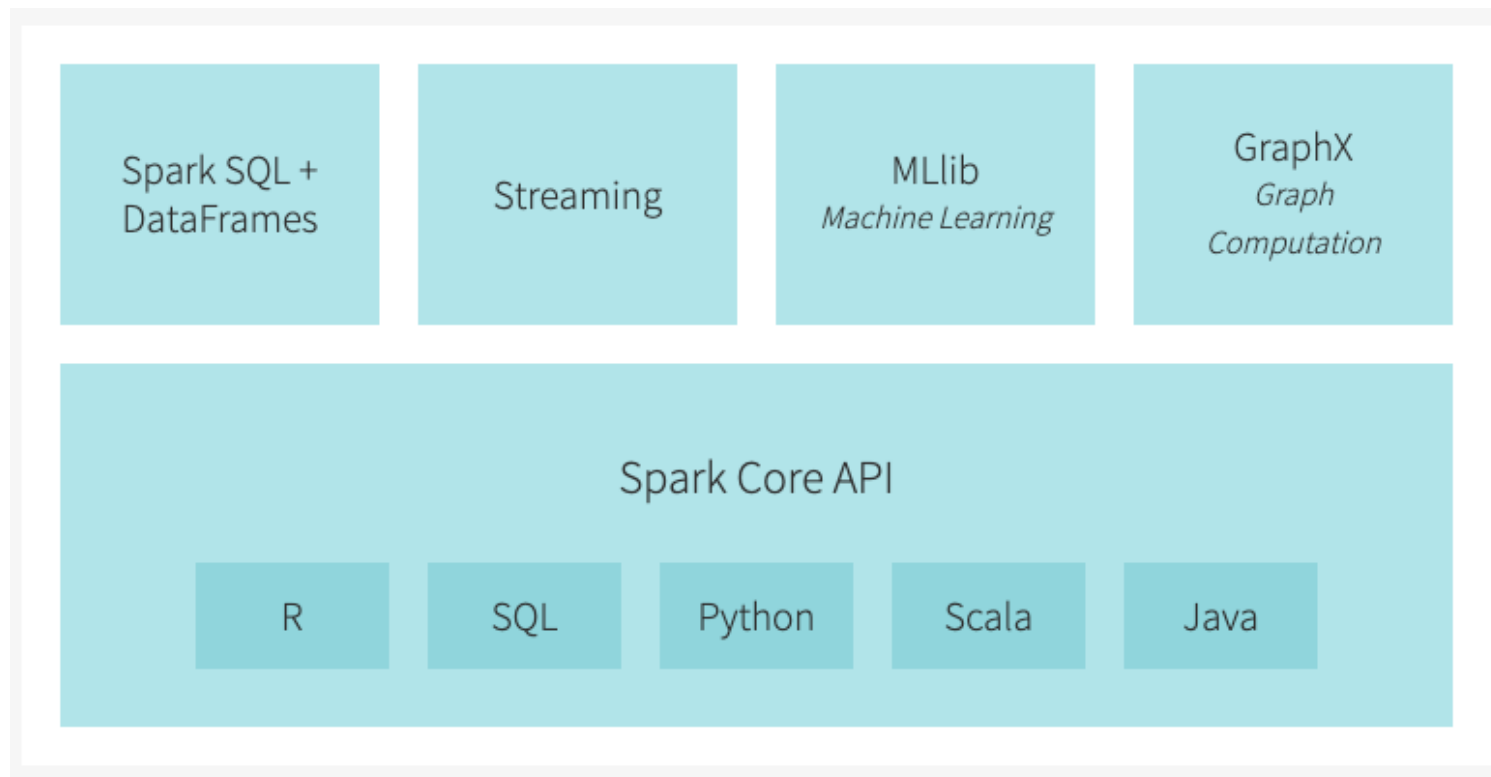 Spark SQL +
DataFrames
Streaming
MLlib
Machine Learning
GraphX
Graph
Computation
Spark Core API
R
SQL
Python
Scala
Java